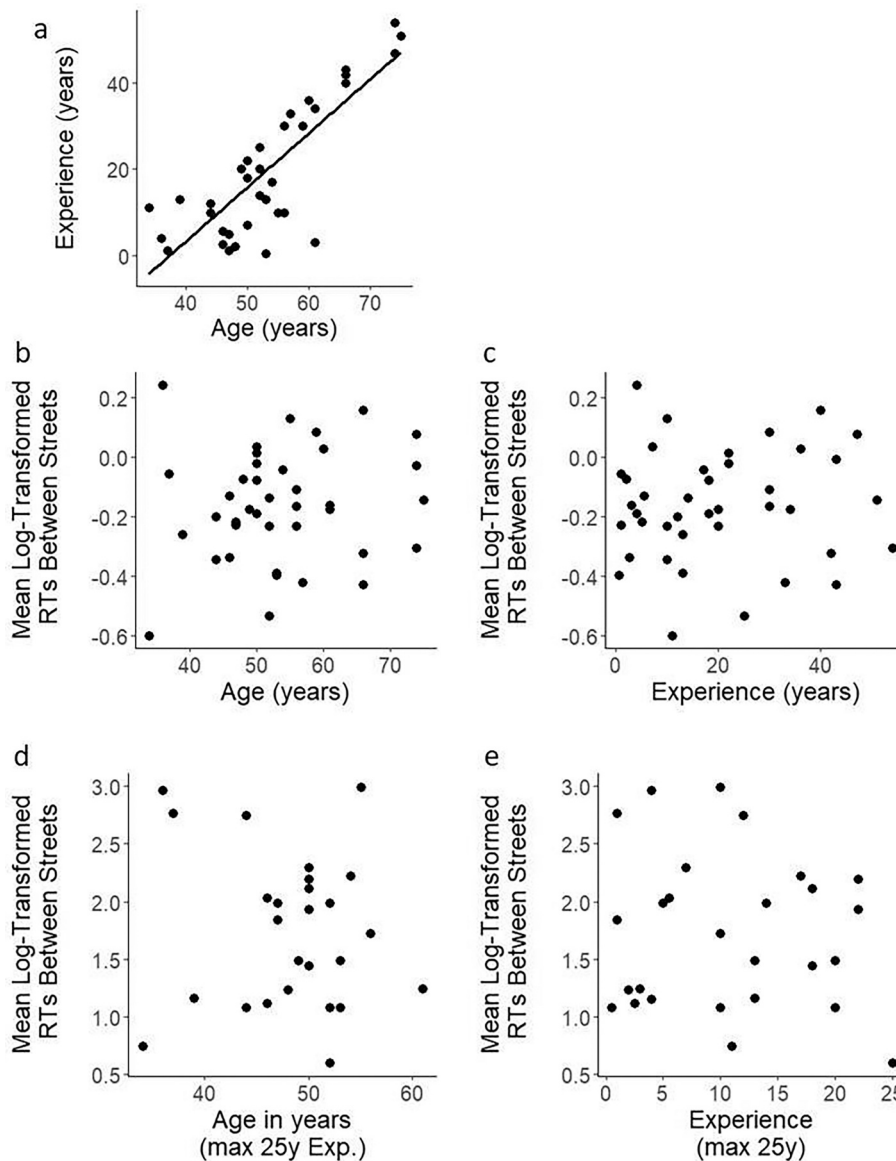 a
Experience (years)
40
20
0
40 50 60 70
Age (years)
b
Mean Log-Transformed
RTs Between Streets
0.2
0.0
-0.2
-0.4
-0.6
40 50 60 70
Age (years)
c
Mean Log-Transformed
RTs Between Streets
0.2
0.0
-0.2
-0.4
-0.6
0 20 40
Experience (years)
d
Mean Log-Transformed
RTs Between Streets
3.0
2.5
2.0
1.5
1.0
0.5
40 50 60
Age in years
(max 25y Exp.)
e
Mean Log-Transformed
RTs Between Streets
3.0
2.5
2.0
1.5
1.0
0.5
0 5 10 15 20 25
Experience
(max 25y)